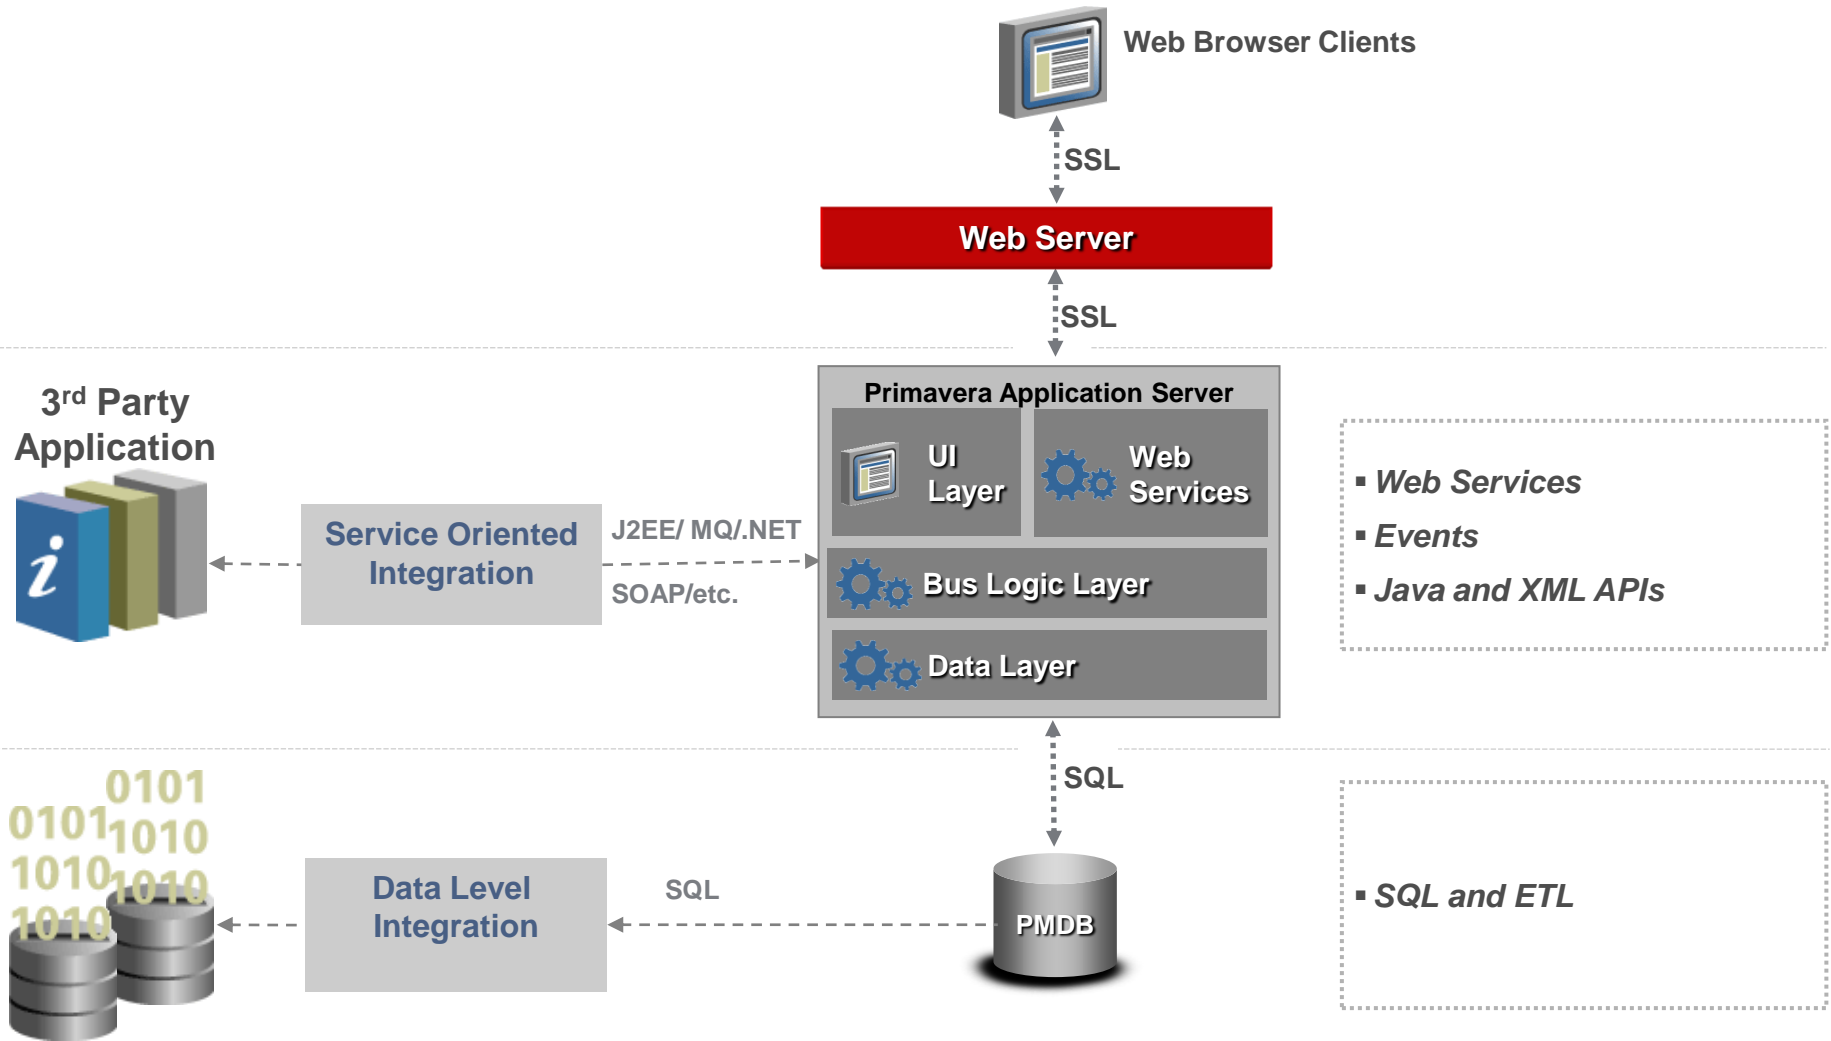 Web Browser Clients
SSL
Web Server
SSL
3rd Party
Application
Primavera Application Server
UI
Layer
Web
Services
Service Oriented
Integration
J2EE/ MQ/.NET
SOAP/etc.
Bus Logic Layer
Data Layer
▪ Web Services
▪ Events
▪ Java and XML APIs
SQL
0101
0101
1010
1010
1010
1010
Data Level
Integration
SQL
PMDB
▪ SQL and ETL